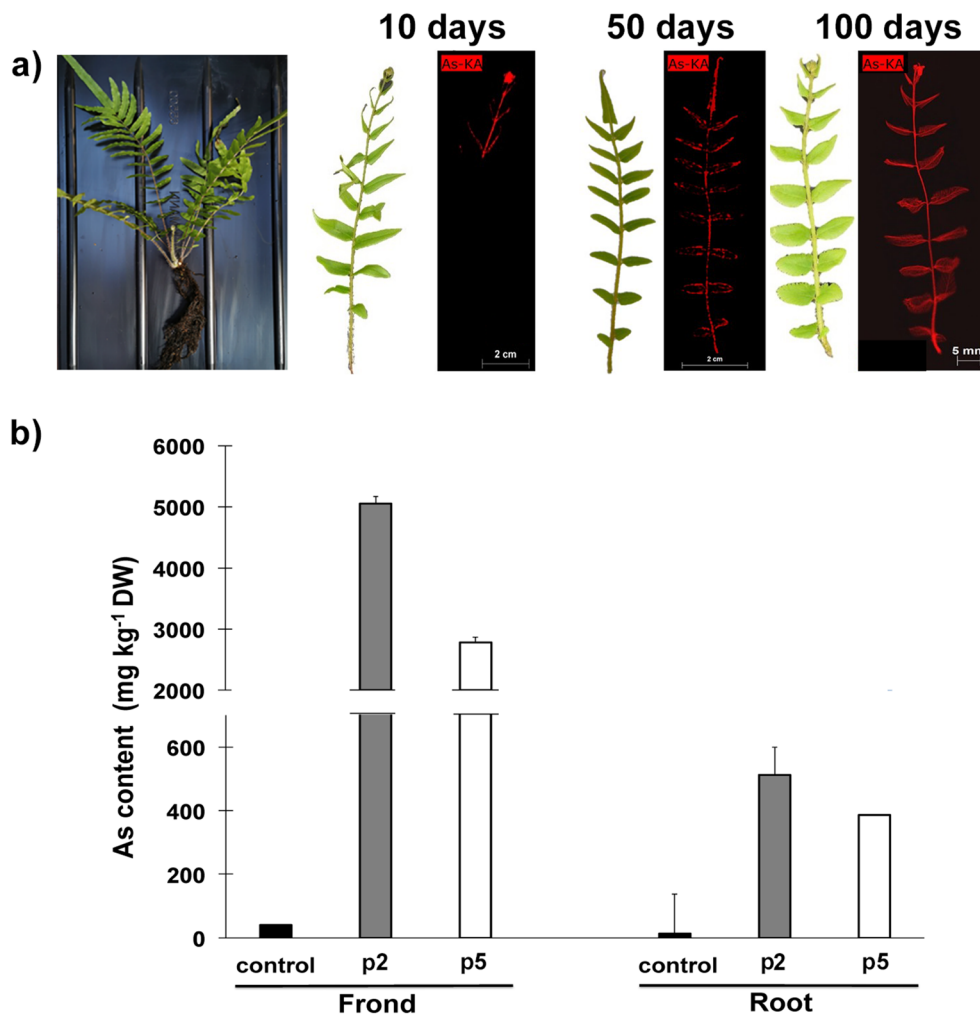 10 days 50 days 100 days
a)
As-KA As-KA As-KA
2 cm 2 cm 5 mm
b)
6000
5000
4000
3000
2000
600
400
200
0
As content (mg kg⁻¹ DW)
control p2 p5 control p2 p5
Frond Root